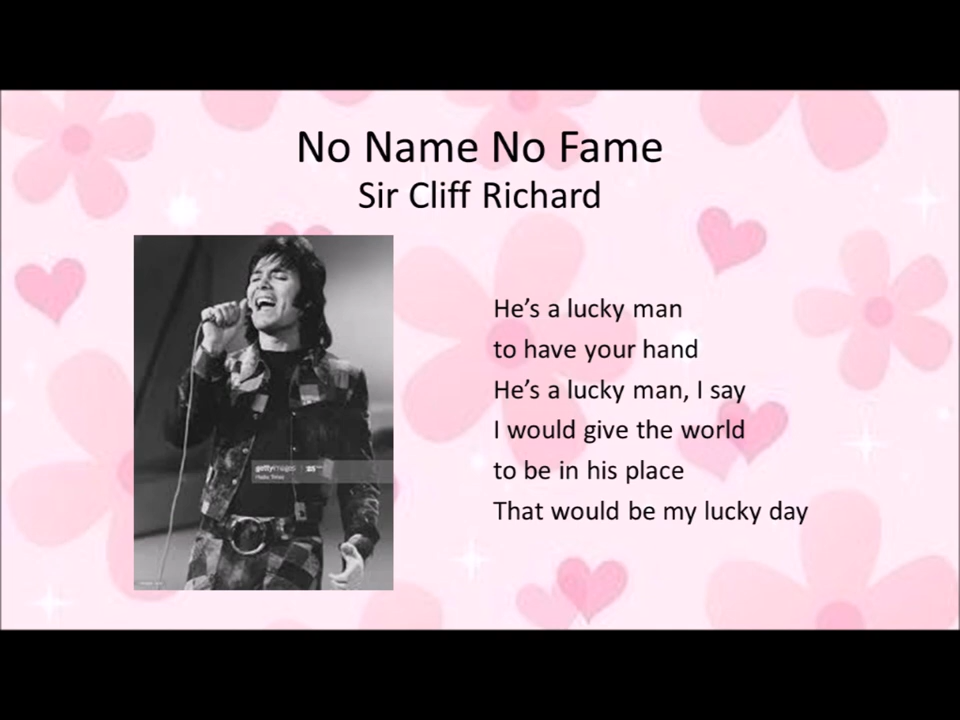 No Name No Fame
Sir Cliff Richard
He's a lucky man
to have your hand
He's a lucky man, I say
I would give the world
to be in his place
That would be my lucky day
gettyimages